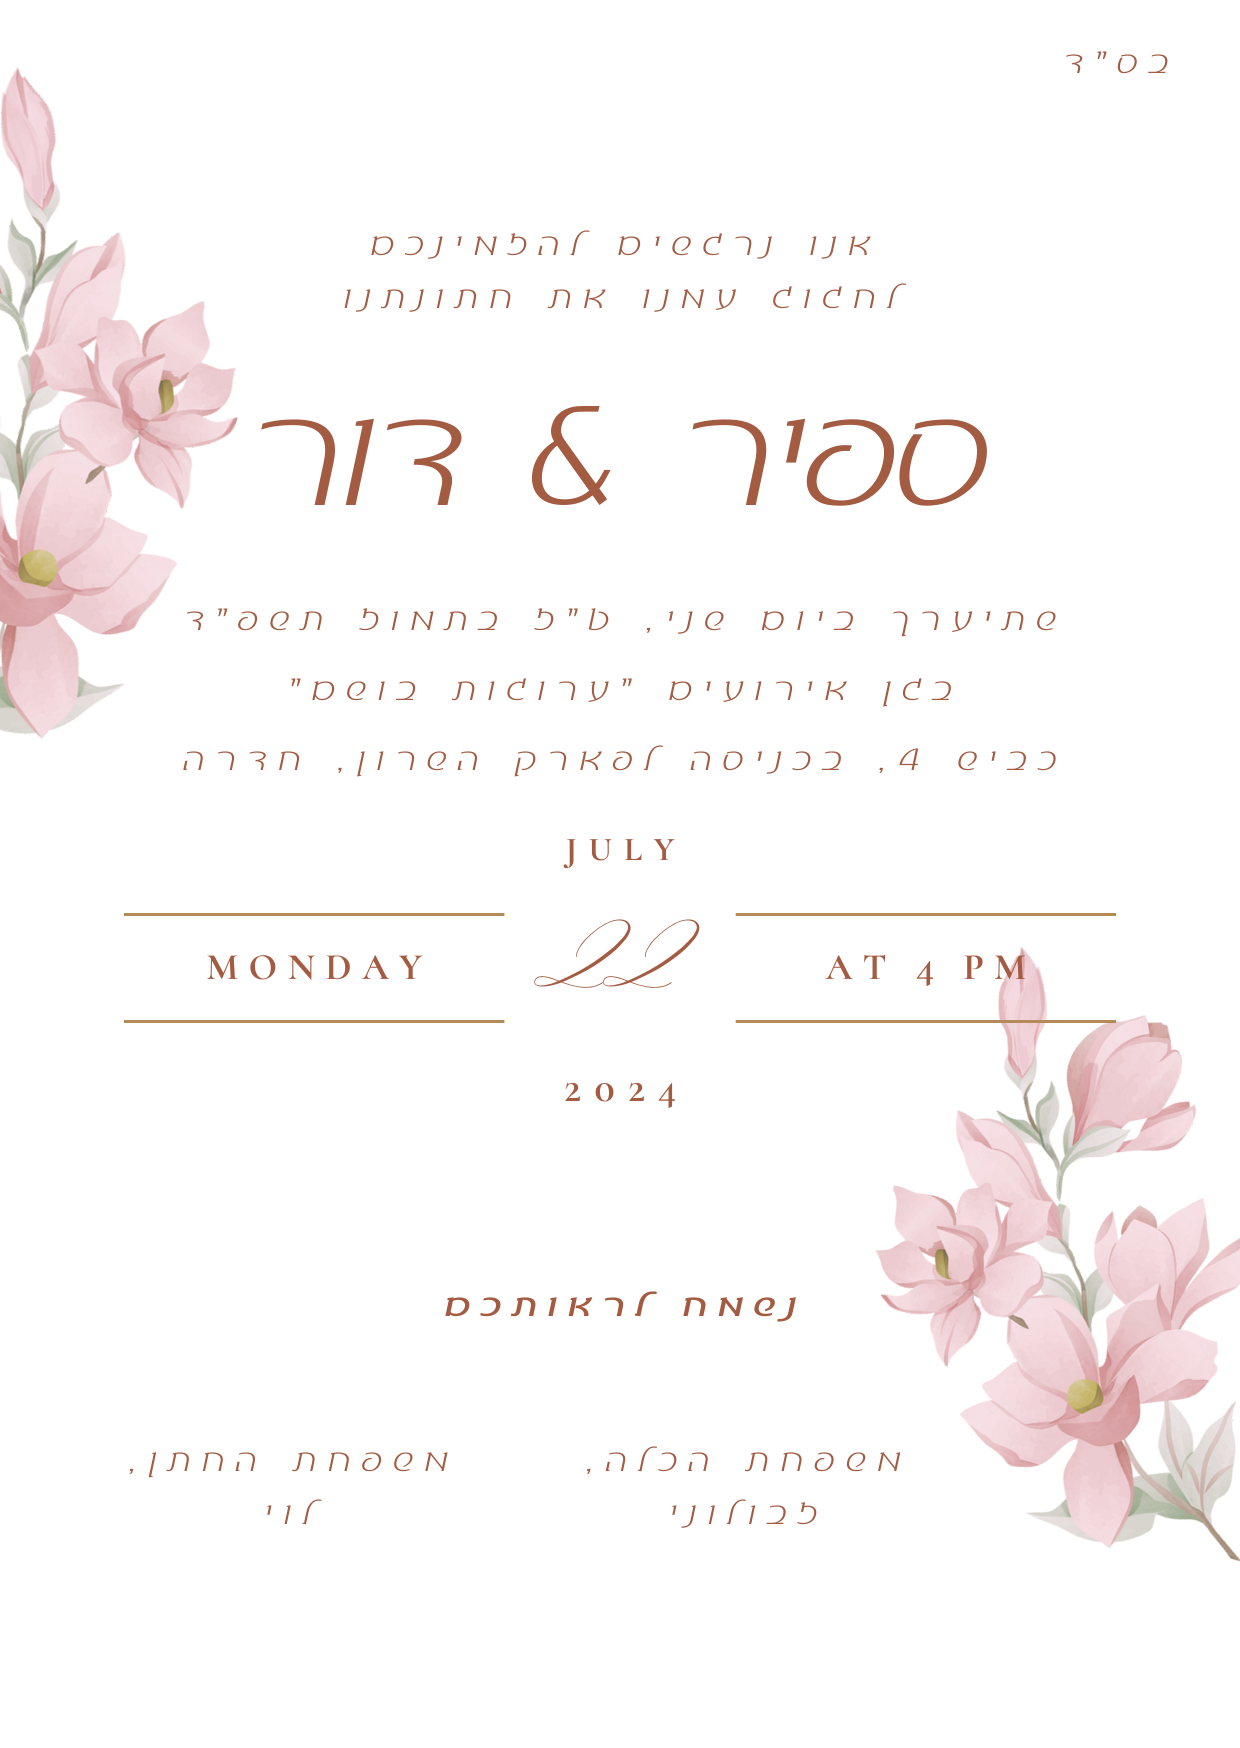 בס"ד
אנו נרגשים להזמינכם
לחגוג עמנו את חתונתנו
ספיר & דור
שתיערך ביום שני, ט"ז בתמוז תשפ"ד
בגן אירועים "ערוגות בושם"
כביש 4, בכניסה לפארק השרון, חדרה
JULY
MONDAY 22 AT 4 PM
2024
נשמח לראותכם
משפחת הכלה, משפחת החתן,
זבולוני לוי